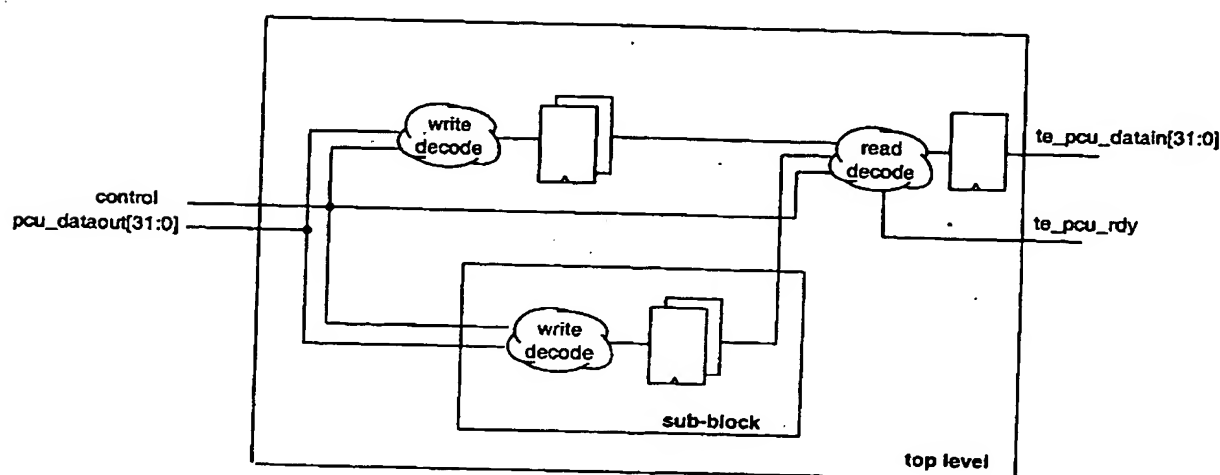 write
decode
read
decode
te_pcu_datain[31:0]
control
pcu_dataout[31:0]
te_pcu_rdy
write
decode
sub-block
top level